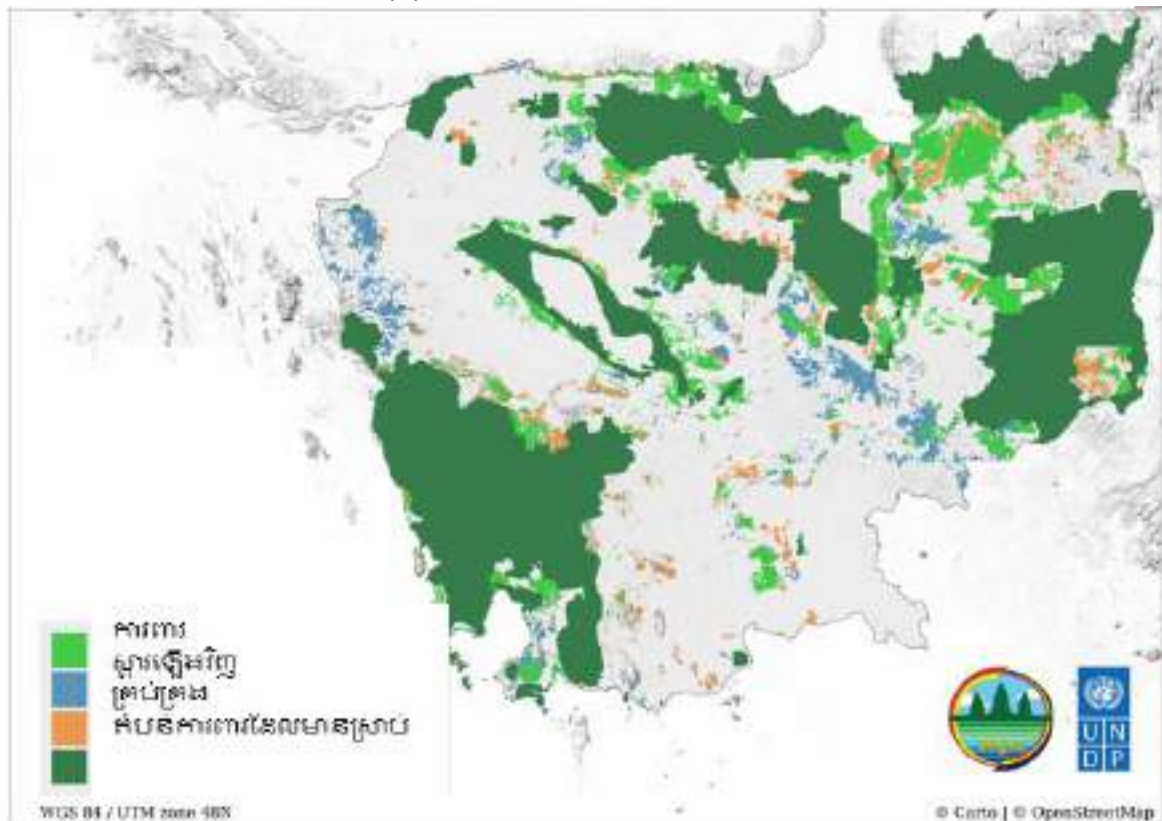 ការពារ
ស្តារឡើងវិញ
គ្រប់គ្រង
តំបន់ការពារដែលមានស្រាប់
U N
D P
WGS 84 / UTM zone 48N
© Carto | © OpenStreetMap